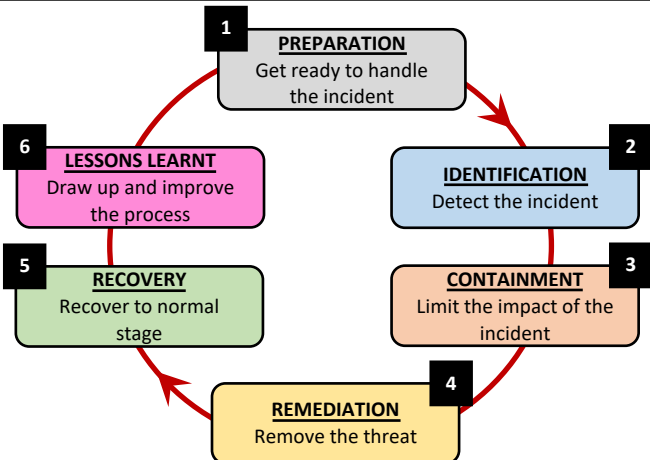 1
PREPARATION
Get ready to handle
the incident
2
IDENTIFICATION
Detect the incident
3
CONTAINMENT
Limit the impact of the
incident
4
REMEDIATION
Remove the threat
5
RECOVERY
Recover to normal
stage
6
LESSONS LEARNT
Draw up and improve
the process